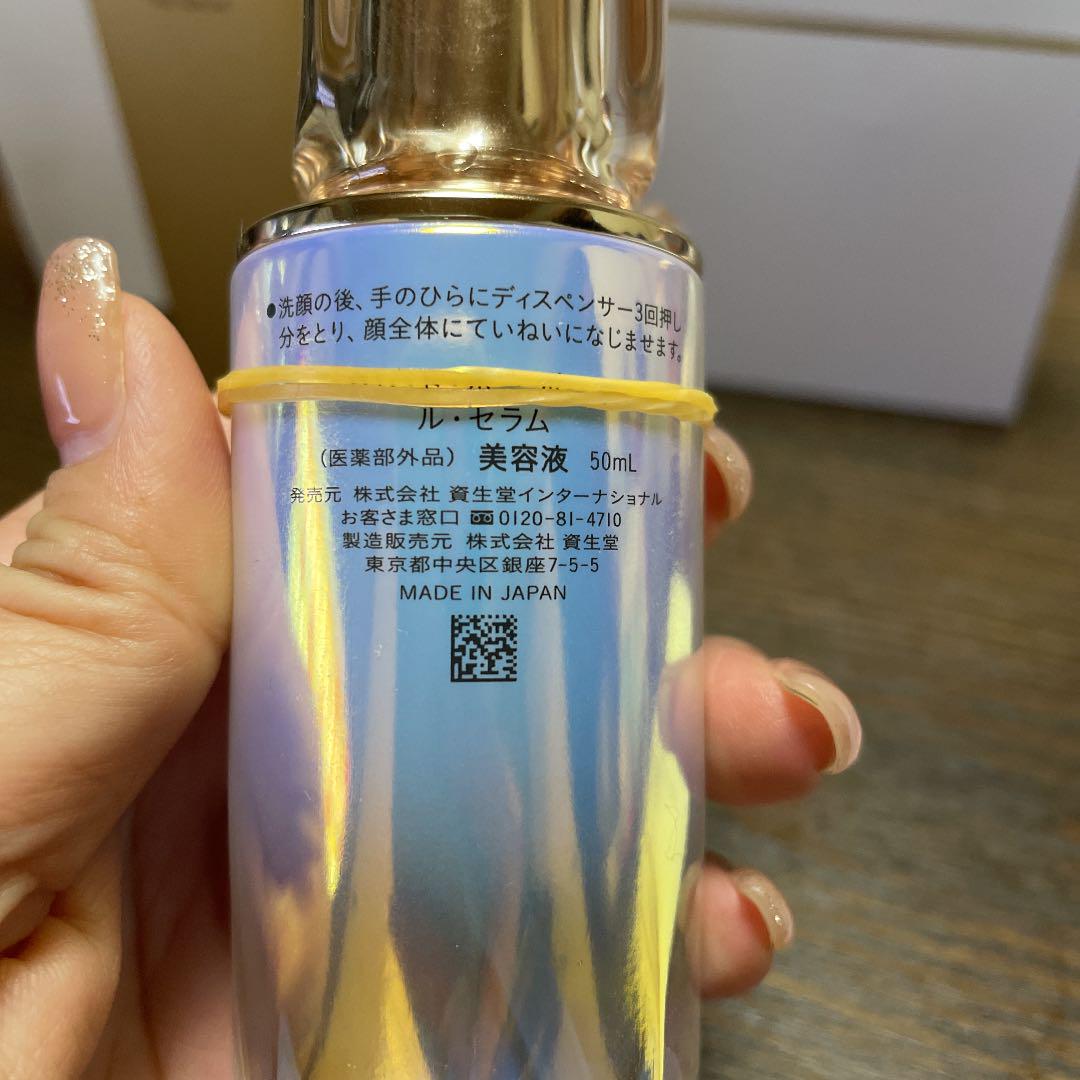 ●洗顔の後、手のひらにディスペンサー3回押し
分をとり、顔全体にていねいになじませます。
ル・セラム
(医薬部外品) 美容液 50mL
発売元 株式会社 資生堂インターナショナル
お客さま窓口 0120-81-4710
製造販売元 株式会社 資生堂
東京都中央区銀座7-5-5
MADE IN JAPAN